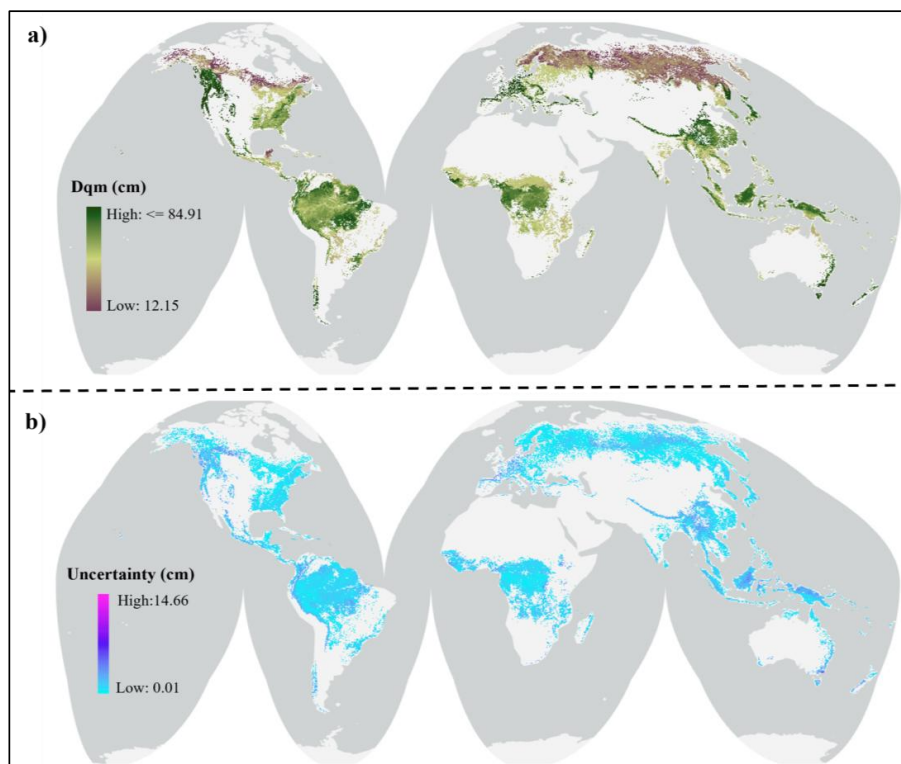 a)
Dqm (cm)
High: <= 84.91
Low: 12.15
b)
Uncertainty (cm)
High:14.66
Low: 0.01